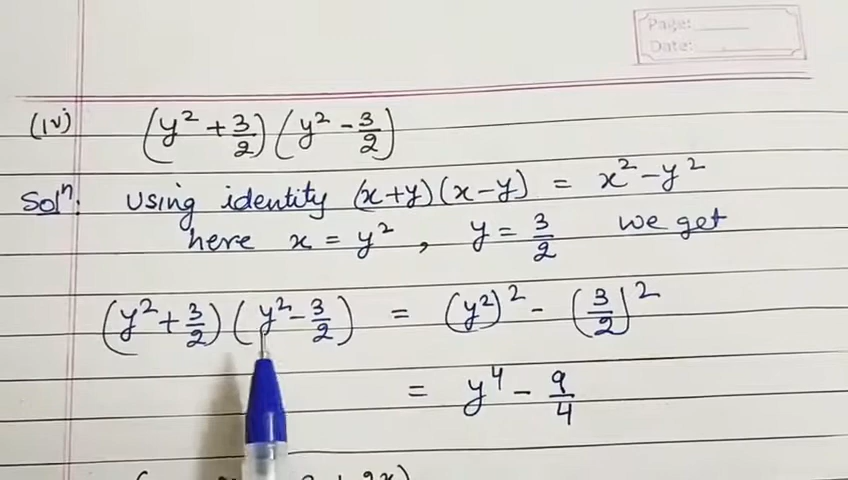 Page:
Date:
(iv) (y² + 3/2) (y² - 3/2)
Solⁿ: Using identity (x+y)(x-y) = x² - y²
here x = y², y = 3/2 we get
(y² + 3/2) (y² - 3/2) = (y²)² - (3/2)²
= y⁴ - 9/4